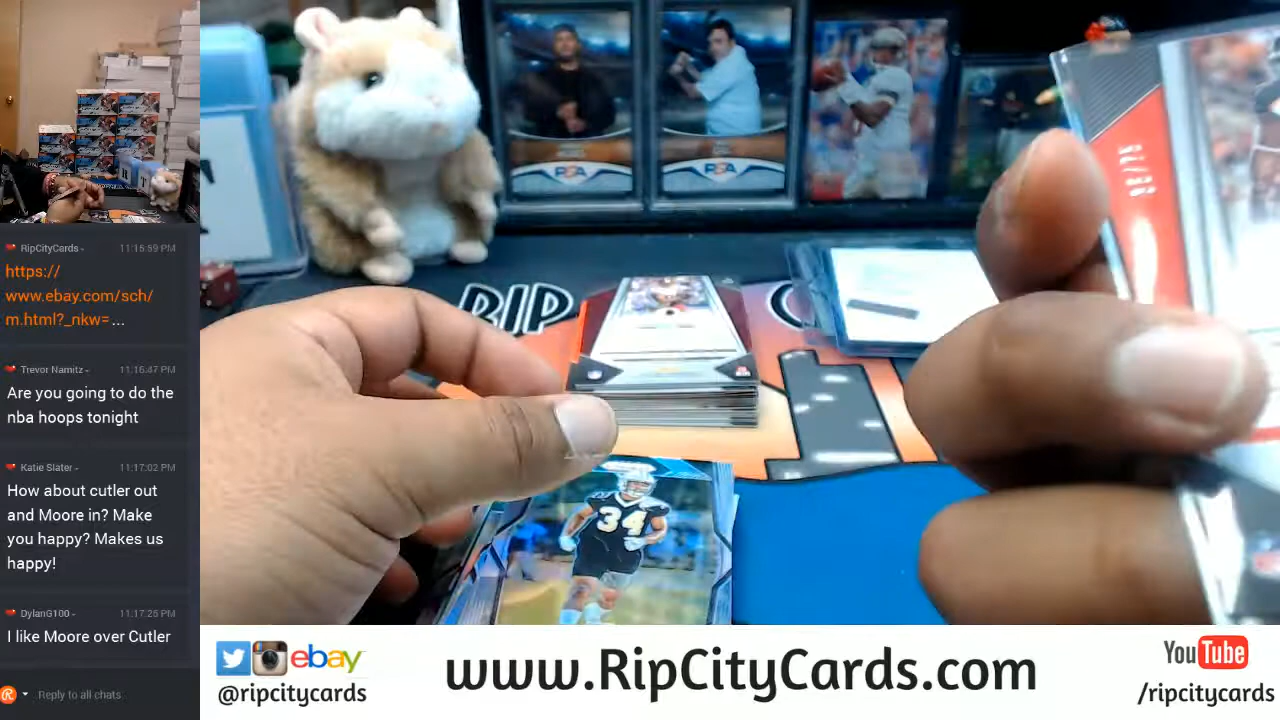 RipCityCards- 11:15:59 PM
https://
www.ebay.com/sch/
m.html?_nkw=...
Trevor Namitz- 11:16:47 PM
Are you going to do the
nba hoops tonight
Katie Slater- 11:17:02 PM
How about cutler out
and Moore in? Make
you happy? Makes us
happy!
DylanG100- 11:17:25 PM
I like Moore over Cutler
Reply to all chats
RIP C
34
ebay
@ripcitycards
www.RipCityCards.com
YouTube
/ripcitycards